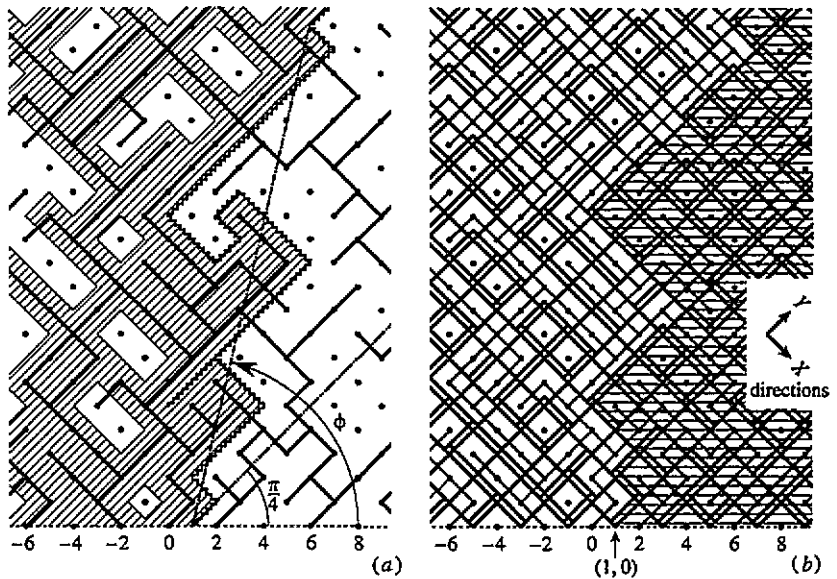 ϕ
π/4
Y
X
directions
-6 -4 -2 0 2 4 6 8 (a)
-6 -4 -2 0 2 4 6 8 (b)
(1, 0)